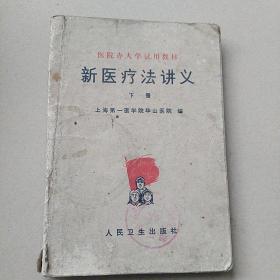 医院办大学试用教材
新医疗法讲义
下册
上海第一医学院华山医院 编
人民卫生出版社